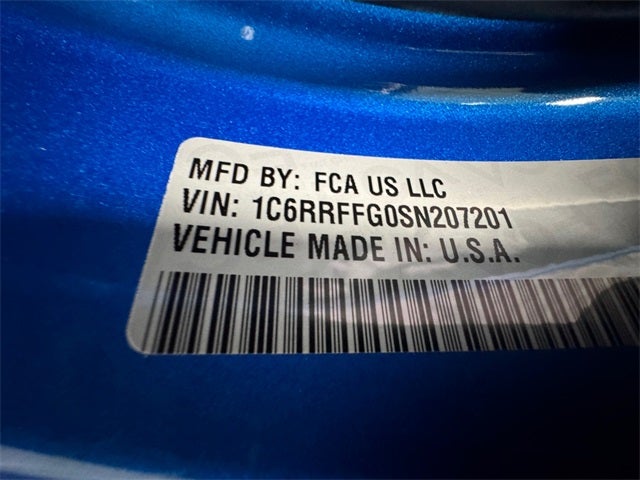 MFD BY: FCA US LLC
VIN: 1C6RRFFG0SN207201
VEHICLE MADE IN: U.S.A.